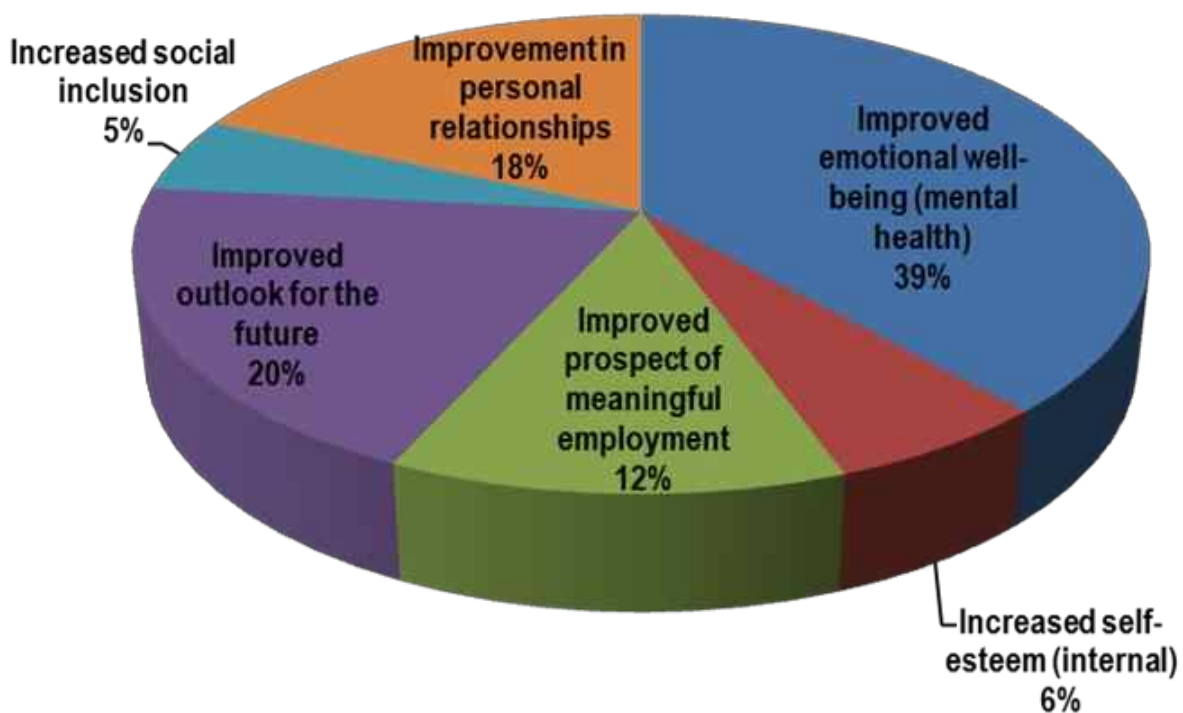 Increased social
inclusion
5%
Improvement in
personal
relationships
18%
Improved
emotional well-
being (mental
health)
39%
Improved
outlook for the
future
20%
Improved
prospect of
meaningful
employment
12%
Increased self-
esteem (internal)
6%